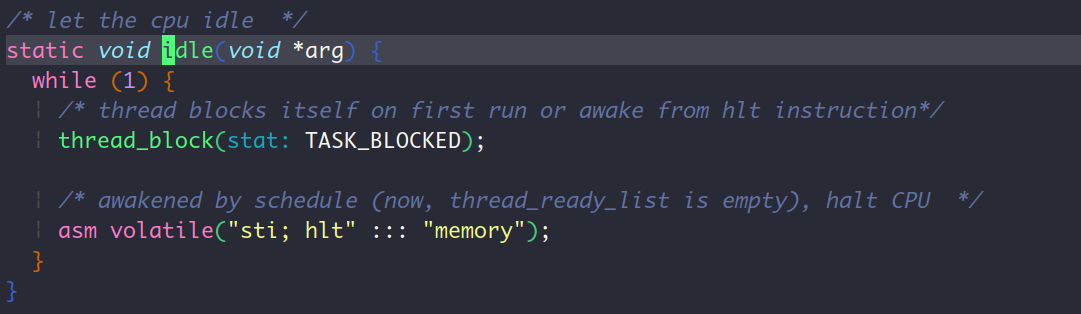 /* let the cpu idle  */
static void idle(void *arg) {
while (1) {
/* thread blocks itself on first run or awake from hlt instruction*/
thread_block(stat: TASK_BLOCKED);
/* awakened by schedule (now, thread_ready_list is empty), halt CPU  */
asm volatile("sti; hlt" ::: "memory");
}
}